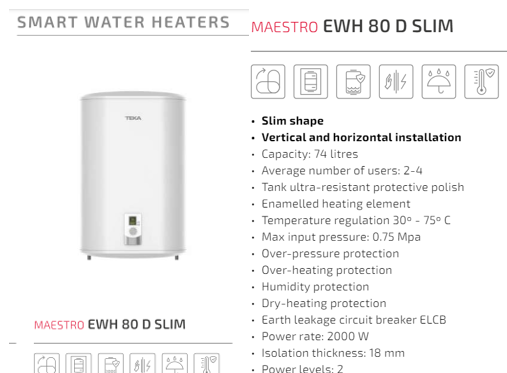 SMART WATER HEATERS
TEKA
MAESTRO EWH 80 D SLIM
MAESTRO EWH 80 D SLIM
• Slim shape
• Vertical and horizontal installation
• Capacity: 74 litres
• Average number of users: 2-4
• Tank ultra-resistant protective polish
• Enamelled heating element
• Temperature regulation 30º - 75º C
• Max input pressure: 0.75 Mpa
• Over-pressure protection
• Over-heating protection
• Humidity protection
• Dry-heating protection
• Earth leakage circuit breaker ELCB
• Power rate: 2000 W
• Isolation thickness: 18 mm
• Power levels: 2